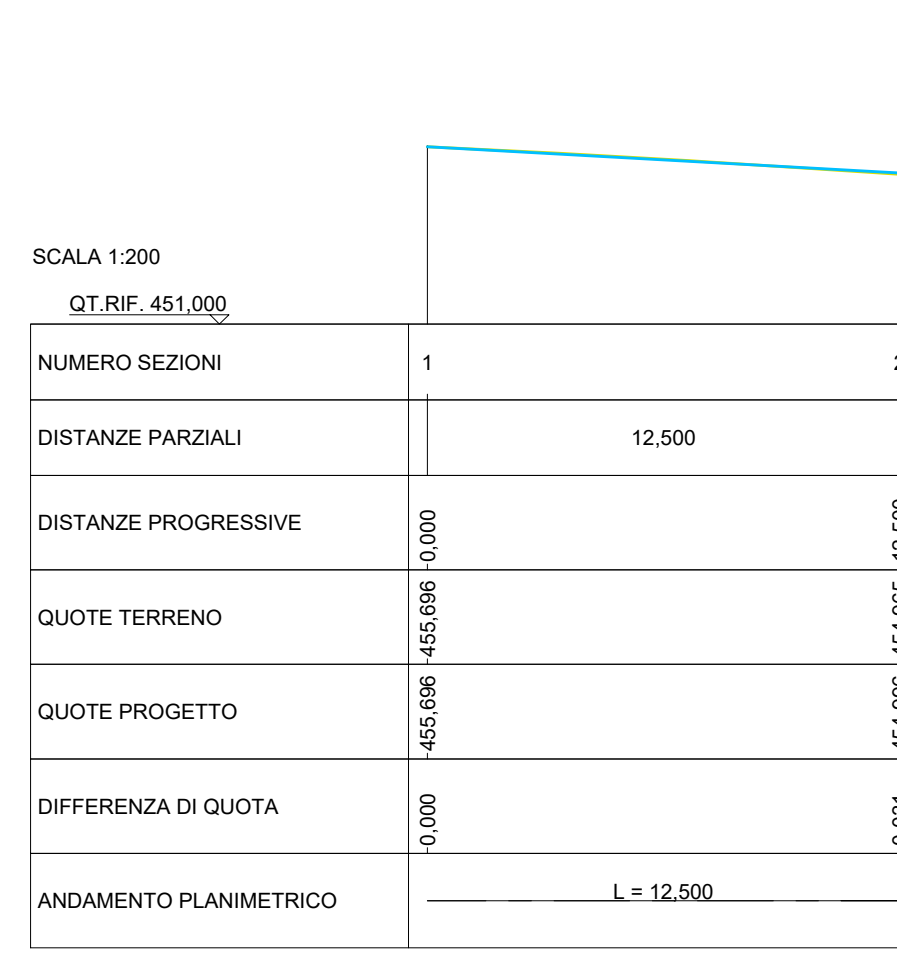 SCALA 1:200
QT.RIF. 451,000
NUMERO SEZIONI 1
DISTANZE PARZIALI 12,500
DISTANZE PROGRESSIVE 0,000
QUOTE TERRENO 455,696
QUOTE PROGETTO 455,696
DIFFERENZA DI QUOTA 0,000
ANDAMENTO PLANIMETRICO L = 12,500